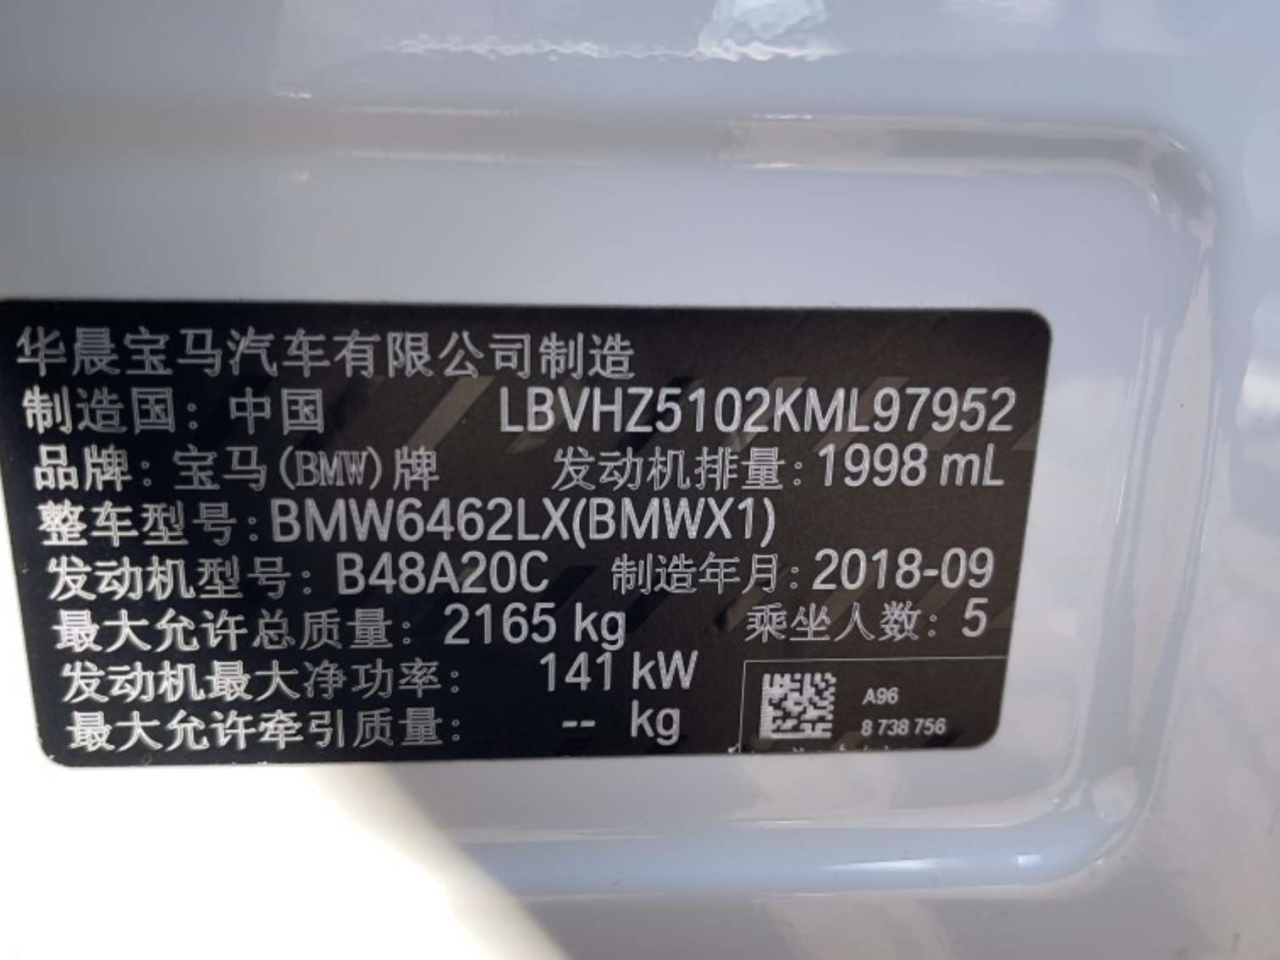 华晨宝马汽车有限公司制造
制造国：中国 LBVHZ5102KML97952
品牌：宝马(BMW)牌 发动机排量：1998 mL
整车型号：BMW6462LX(BMWX1)
发动机型号：B48A20C 制造年月：2018-09
最大允许总质量：2165 kg 乘坐人数：5
发动机最大净功率：141 kW
最大允许牵引质量：-- kg
A96
8 738 756